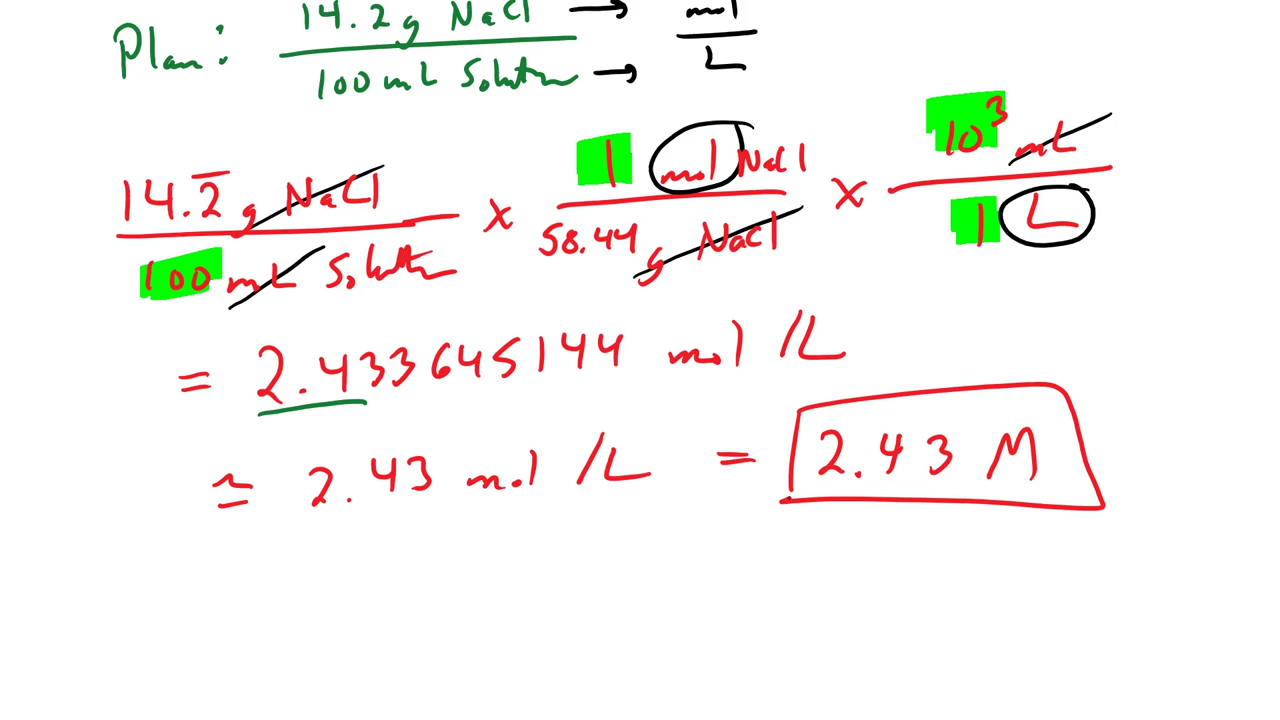 Plan: 14.2g NaCl → mol
100 mL Solution → L
14.2 g NaCl × 1 mol NaCl × 10³ mL
100 mL Solution 58.44 g NaCl 1 L
= 2.433645144 mol /L
≃ 2.43 mol /L = 2.43 M